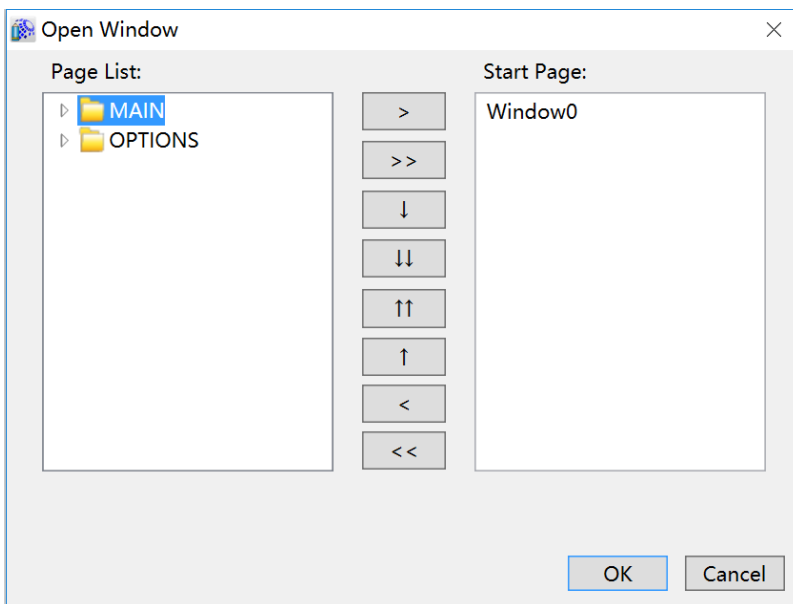 Open Window
Page List:
Start Page:
MAIN
OPTIONS
>
>>
↓
↓↓
↑↑
↑
<
<<
Window0
OK
Cancel